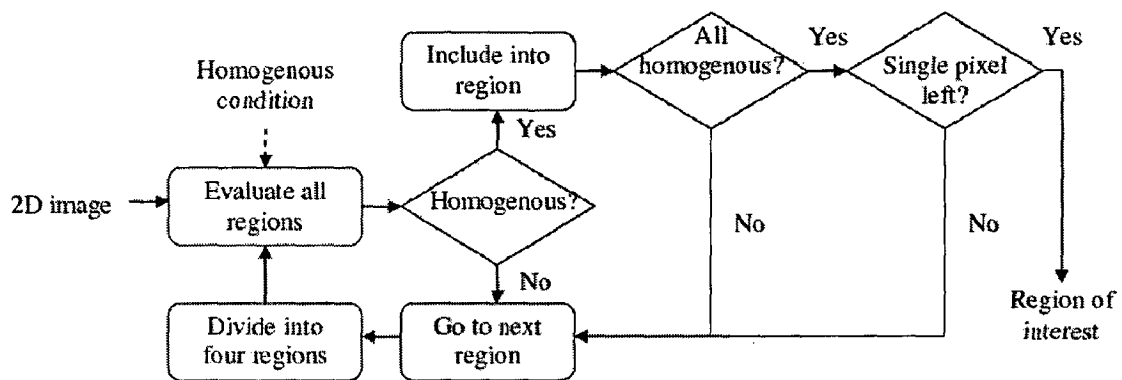 Homogenous
condition
2D image
Evaluate all
regions
Homogenous?
Yes
Include into
region
All
homogenous?
Yes
Single pixel
left?
Yes
No
No
No
Region of
interest
Go to next
region
Divide into
four regions